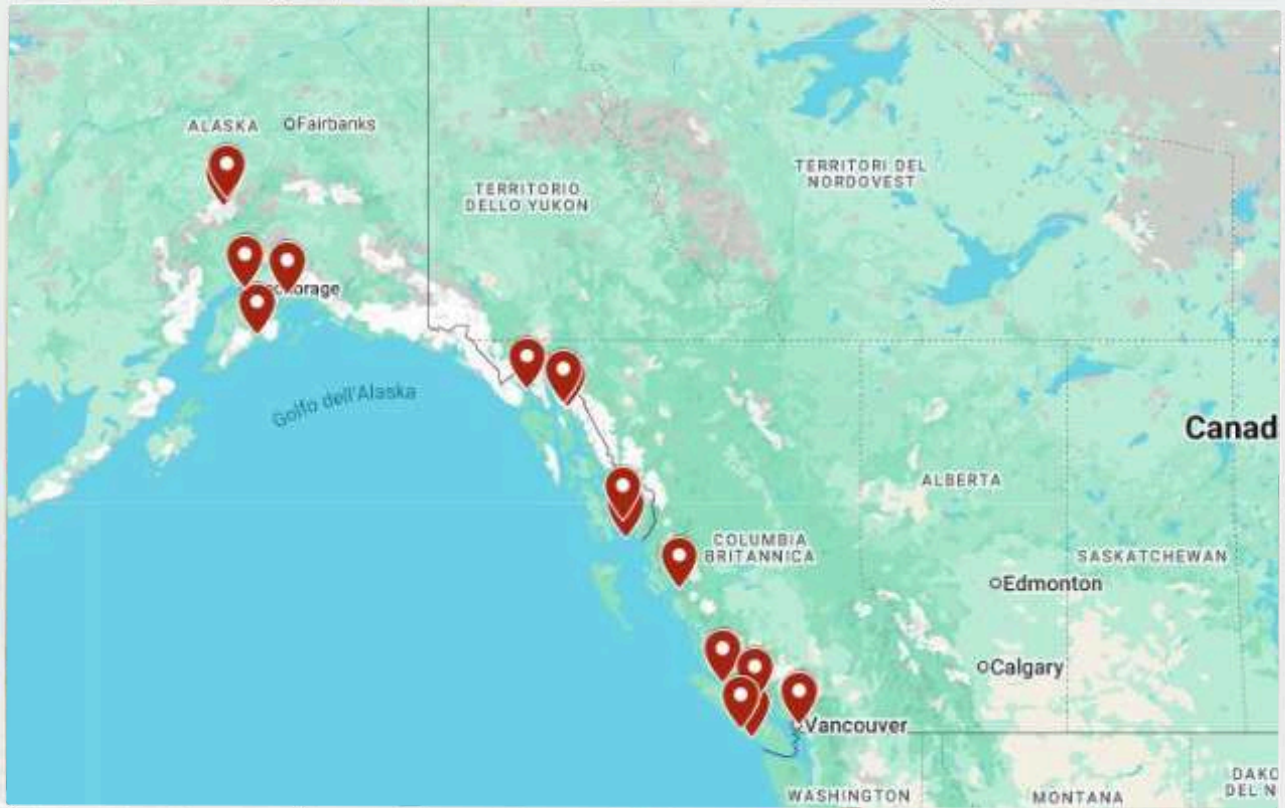 ALASKA
Fairbanks
TERRITORIO
DELLO YUKON
TERRITORI DEL
NORDOVEST
Golfo dell'Alaska
Canad
ALBERTA
COLUMBIA
BRITANNICA
SASKATCHEWAN
Edmonton
Calgary
Vancouver
WASHINGTON
MONTANA
DAKO
DEL N